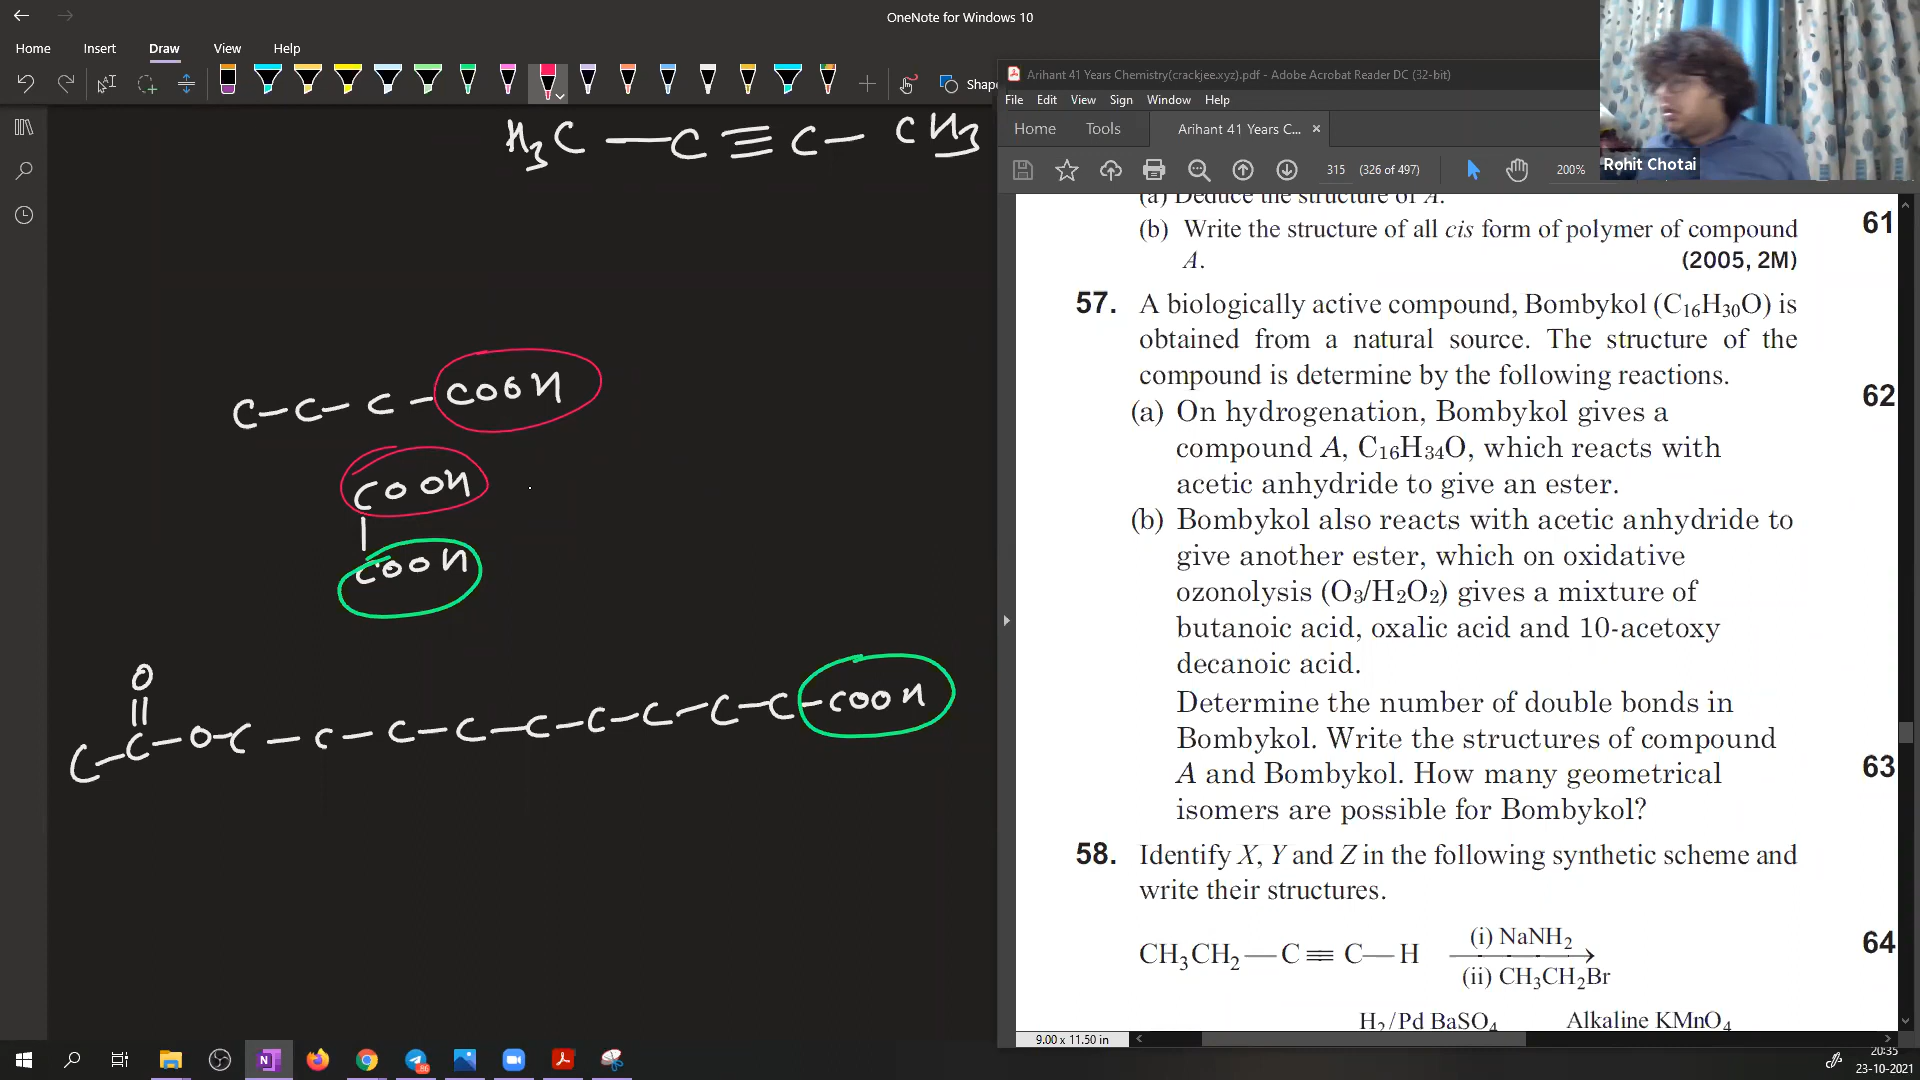 OneNote for Windows 10
Home Insert Draw View Help
Shape
H3C — C ≡ C — CH3
C – C – C – COOH
COOH
|
COOH
O
||
C – C – O – C – C – C – C – C – C – C – C – C – COOH
Arihant 41 Years Chemistry(crackjee.xyz).pdf - Adobe Acrobat Reader DC (32-bit)
File Edit View Sign Window Help
Home Tools Arihant 41 Years C... ×
315 (326 of 497) 200%
Rohit Chotai
(a) Deduce the structure of A.
(b) Write the structure of all cis form of polymer of compound
A. (2005, 2M)
57. A biologically active compound, Bombykol (C16H30O) is
obtained from a natural source. The structure of the
compound is determine by the following reactions.
(a) On hydrogenation, Bombykol gives a
compound A, C16H34O, which reacts with
acetic anhydride to give an ester.
(b) Bombykol also reacts with acetic anhydride to
give another ester, which on oxidative
ozonolysis (O3/H2O2) gives a mixture of
butanoic acid, oxalic acid and 10-acetoxy
decanoic acid.
Determine the number of double bonds in
Bombykol. Write the structures of compound
A and Bombykol. How many geometrical
isomers are possible for Bombykol?
58. Identify X, Y and Z in the following synthetic scheme and
write their structures.
(i) NaNH2
CH3CH2 — C ≡ C — H
(ii) CH3CH2Br
H2/Pd BaSO4 Alkaline KMnO4
61
62
63
64
9.00 x 11.50 in
20:35
23-10-2021